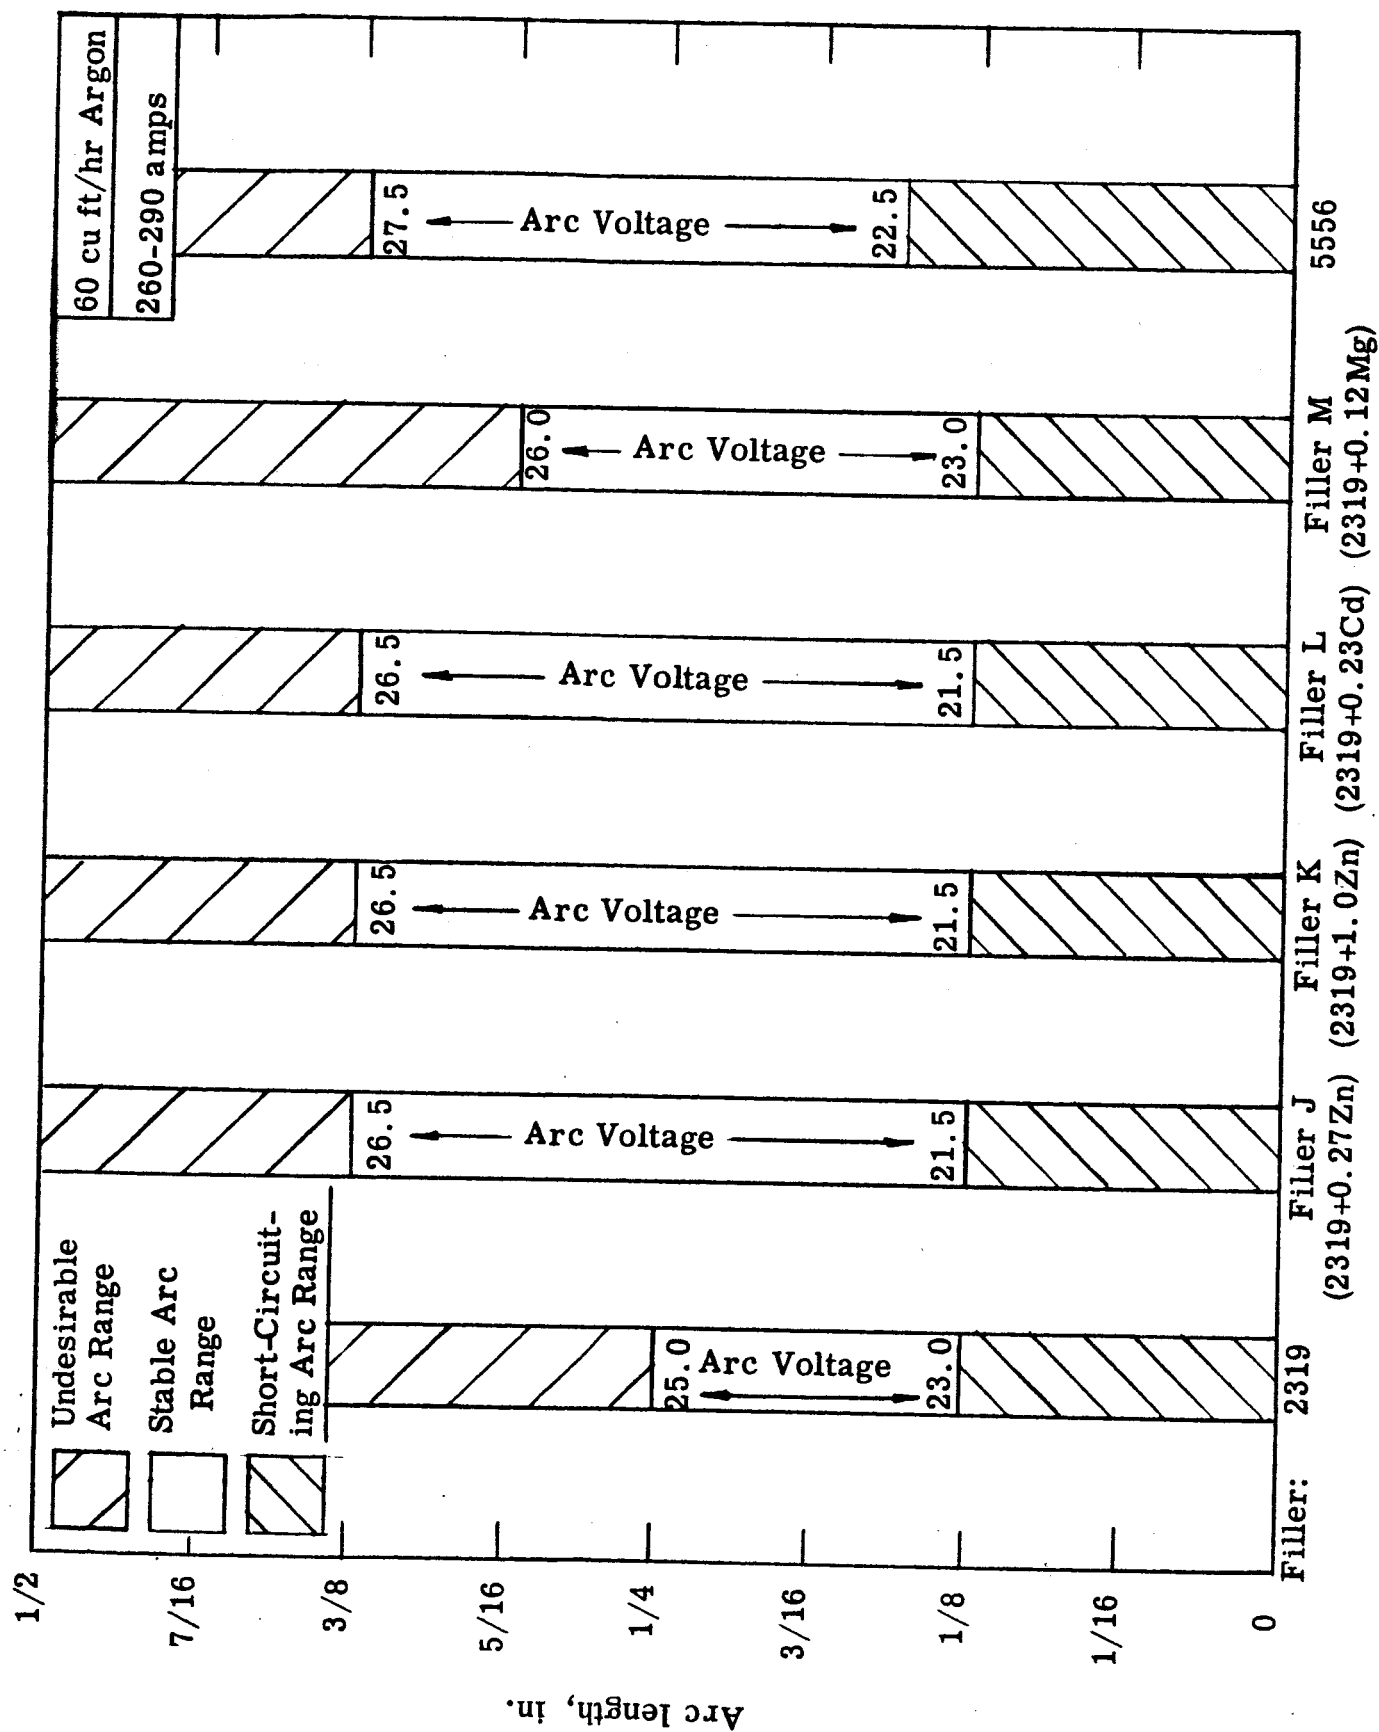 60 cu ft/hr Argon
260-290 amps
Undesirable
Arc Range
Stable Arc
Range
Short-Circuit-
ing Arc Range
Arc length, in.
1/2
7/16
3/8
5/16
1/4
3/16
1/8
1/16
0
25.0
Arc Voltage
23.0
26.5
Arc Voltage
21.5
26.5
Arc Voltage
21.5
26.5
Arc Voltage
21.5
26.0
Arc Voltage
23.0
27.5
Arc Voltage
22.5
Filler: 2319 Filler J Filler K Filler L Filler M 5556
(2319+0.27Zn) (2319+1.0Zn) (2319+0.23Cd) (2319+0.12Mg)